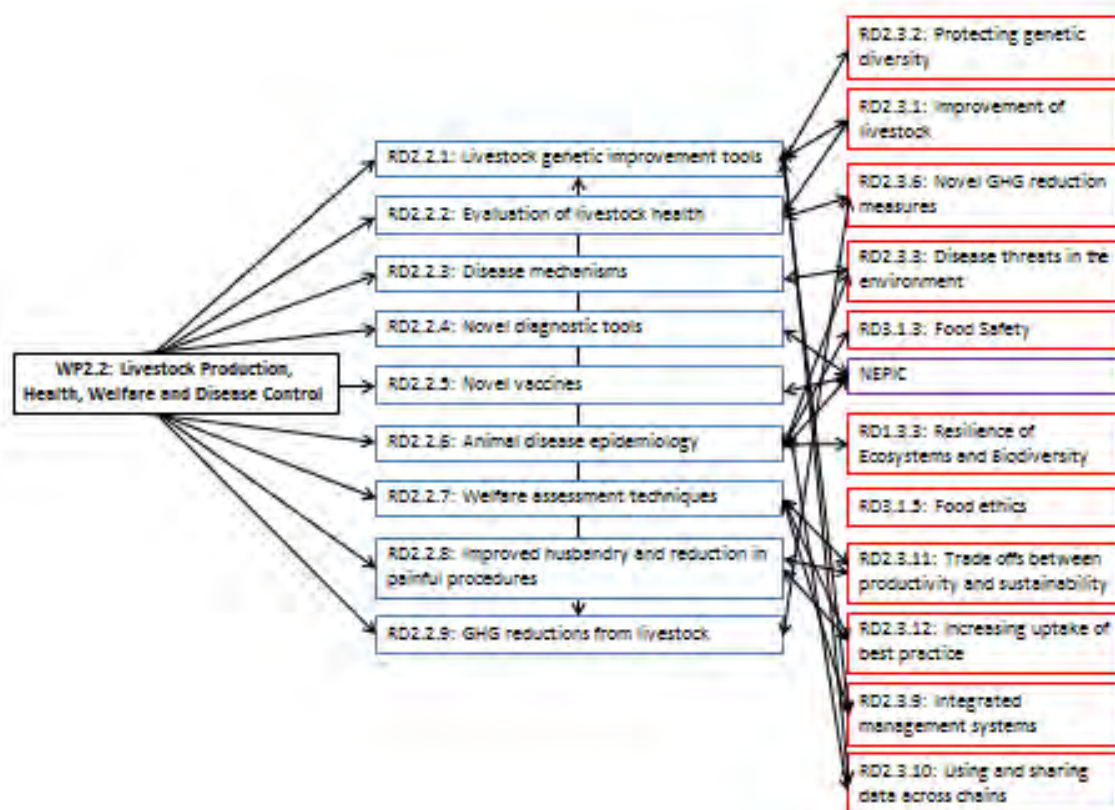 WP2.2: Livestock Production,
Health, Welfare and Disease Control
RD2.2.1: Livestock genetic improvement tools
RD2.2.2: Evaluation of livestock health
RD2.2.3: Disease mechanisms
RD2.2.4: Novel diagnostic tools
RD2.2.5: Novel vaccines
RD2.2.6: Animal disease epidemiology
RD2.2.7: Welfare assessment techniques
RD2.2.8: Improved husbandry and reduction in
painful procedures
RD2.2.9: GHG reductions from livestock
RD2.3.2: Protecting genetic
diversity
RD2.3.1: Improvement of
livestock
RD2.3.6: Novel GHG reduction
measures
RD2.3.3: Disease threats in the
environment
RD3.1.3: Food Safety
NEPIC
RD1.3.3: Resilience of
Ecosystems and Biodiversity
RD3.1.5: Food ethics
RD2.3.11: Trade offs between
productivity and sustainability
RD2.3.12: Increasing uptake of
best practice
RD2.3.9: Integrated
management systems
RD2.3.10: Using and sharing
data across chains